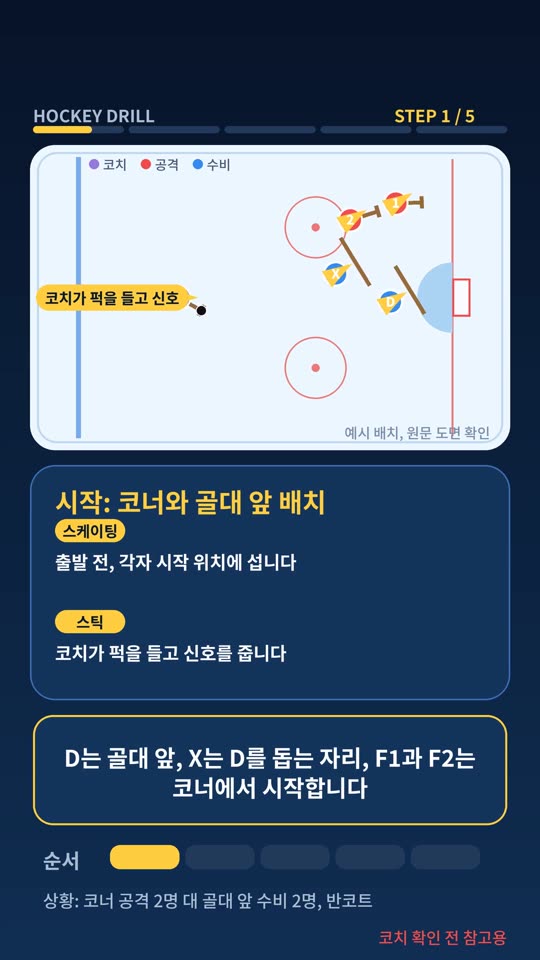 HOCKEY DRILL
STEP 1 / 5
코치 공격 수비
2 1
X
D
코치가 퍽을 들고 신호
예시 배치, 원문 도면 확인
시작: 코너와 골대 앞 배치
스케이팅
출발 전, 각자 시작 위치에 섭니다
스틱
코치가 퍽을 들고 신호를 줍니다
D는 골대 앞, X는 D를 돕는 자리, F1과 F2는
코너에서 시작합니다
순서
상황: 코너 공격 2명 대 골대 앞 수비 2명, 반코트
코치 확인 전 참고용